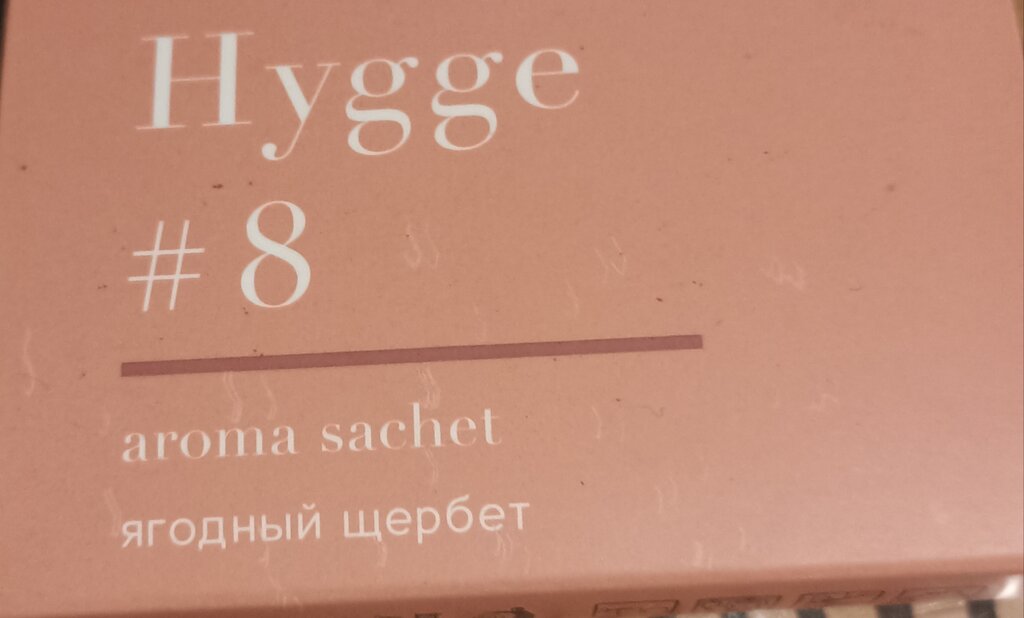 Hygge
# 8
aroma sachet
ягодный щербет